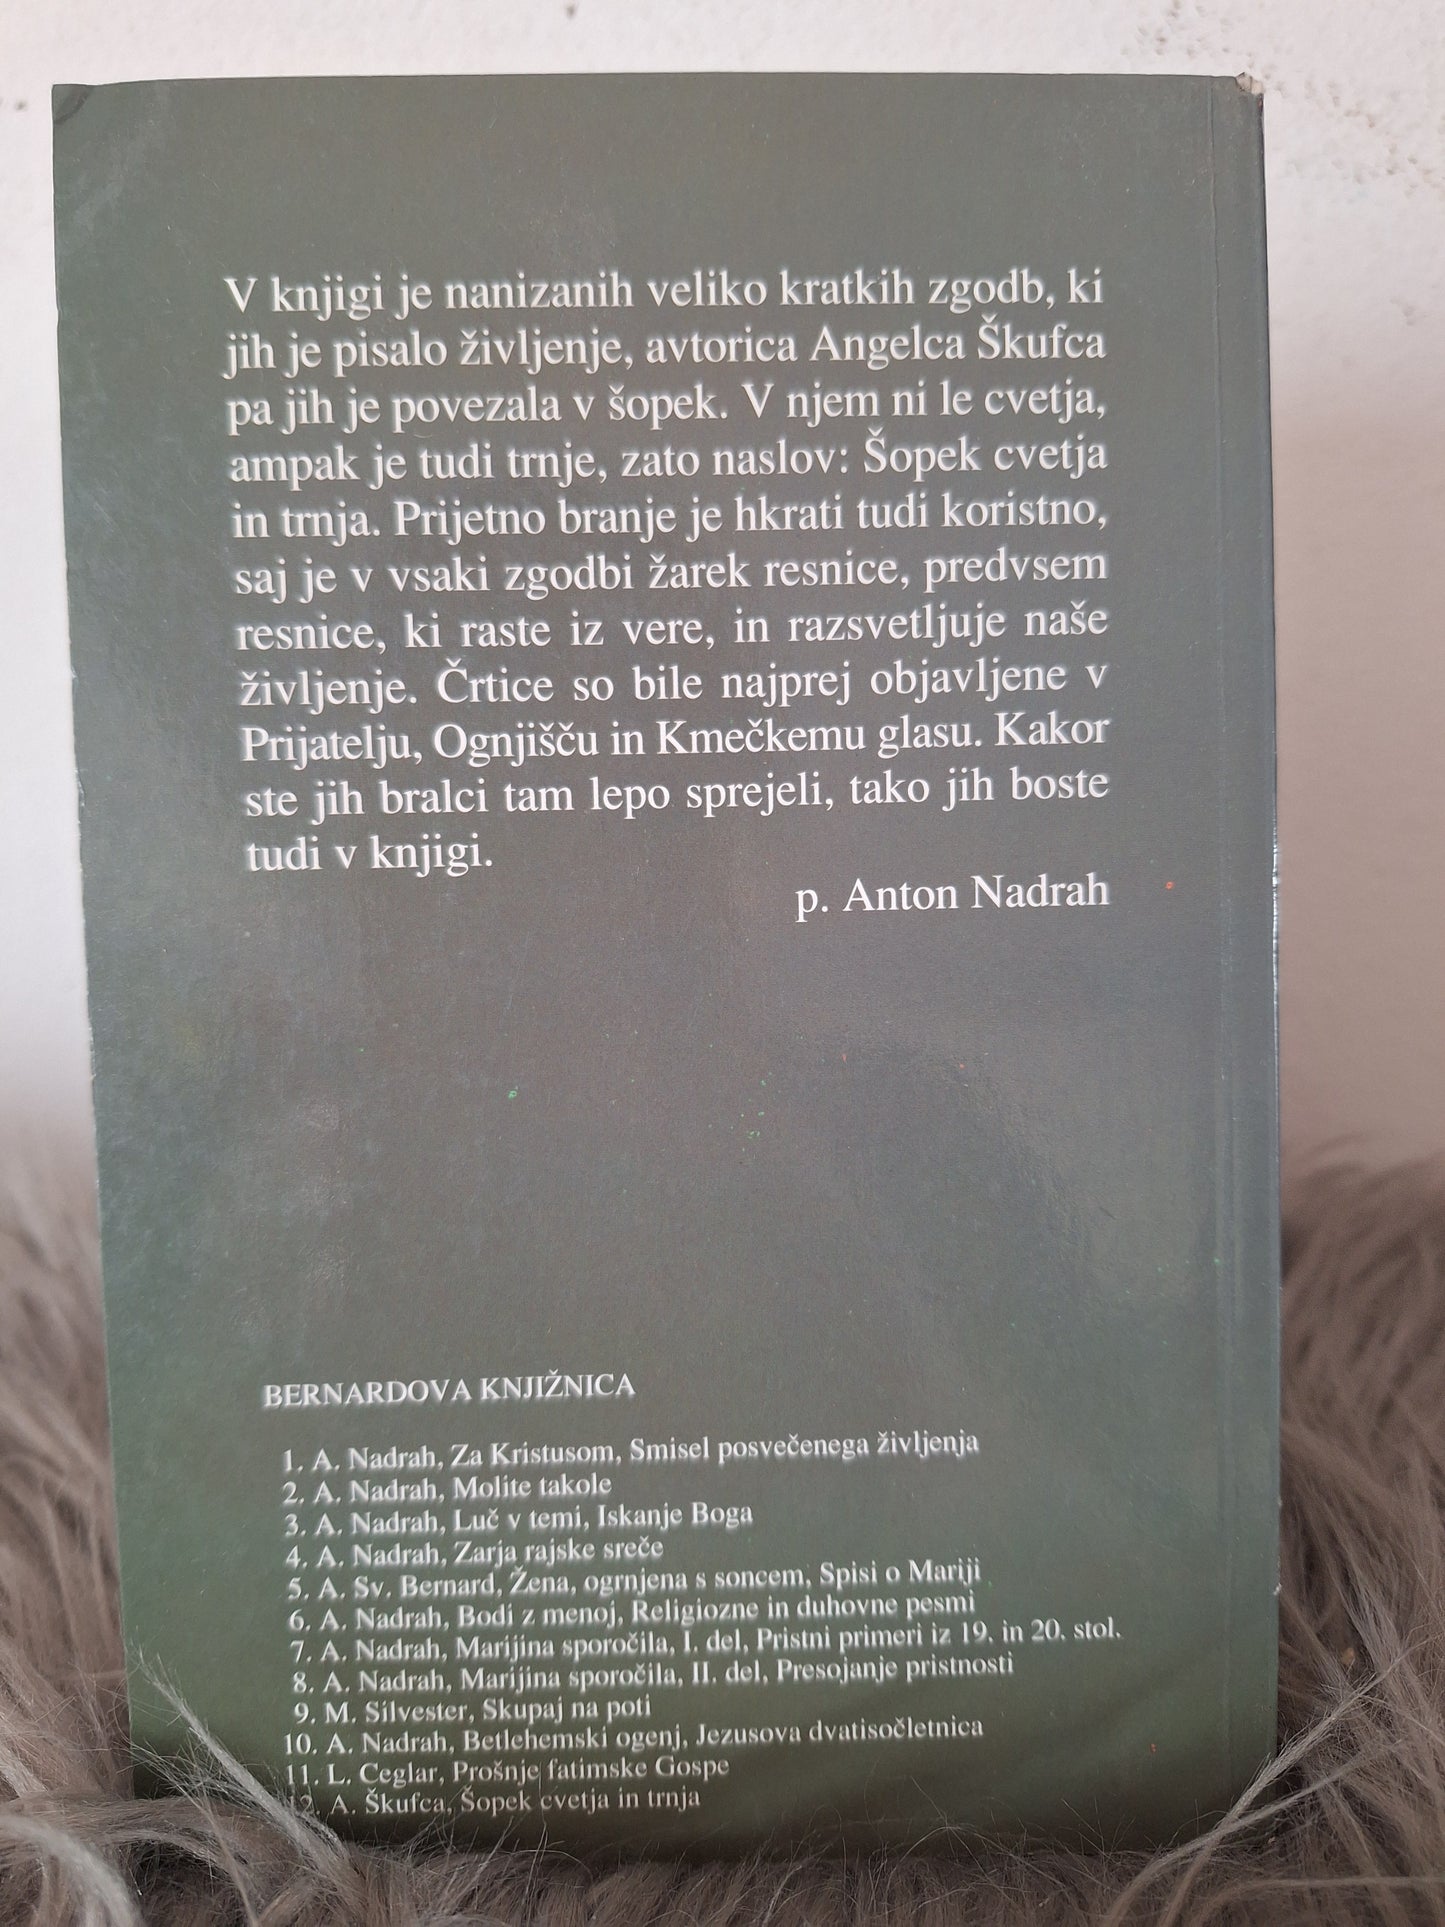 V knjigi je nanizanih veliko kratkih zgodb, ki
jih je pisalo življenje, avtorica Angelca Škufca
pa jih je povezala v šopek. V njem ni le cvetja,
ampak je tudi trnje, zato naslov: Šopek cvetja
in trnja. Prijetno branje je hkrati tudi koristno,
saj je v vsaki zgodbi žarek resnice, predvsem
resnice, ki raste iz vere, in razsvetljuje naše
življenje. Črtice so bile najprej objavljene v
Prijatelju, Ognjišču in Kmečkemu glasu. Kakor
ste jih bralci tam lepo sprejeli, tako jih boste
tudi v knjigi.
p. Anton Nadrah
BERNARDOVA KNJIŽNICA
1. A. Nadrah, Za Kristusom, Smisel posvečenega življenja
2. A. Nadrah, Molite takole
3. A. Nadrah, Luč v temi, Iskanje Boga
4. A. Nadrah, Zarja rajske sreče
5. A. Sv. Bernard, Žena, ogrnjena s soncem, Spisi o Mariji
6. A. Nadrah, Bodi z menoj, Religiozne in duhovne pesmi
7. A. Nadrah, Marijina sporočila, I. del, Pristni primeri iz 19. in 20. stol.
8. A. Nadrah, Marijina sporočila, II. del, Presojanje pristnosti
9. M. Silvester, Skupaj na poti
10. A. Nadrah, Betlehemski ogenj, Jezusova dvatisočletnica
11. L. Ceglar, Prošnje fatimske Gospe
12. A. Škufca, Šopek cvetja in trnja